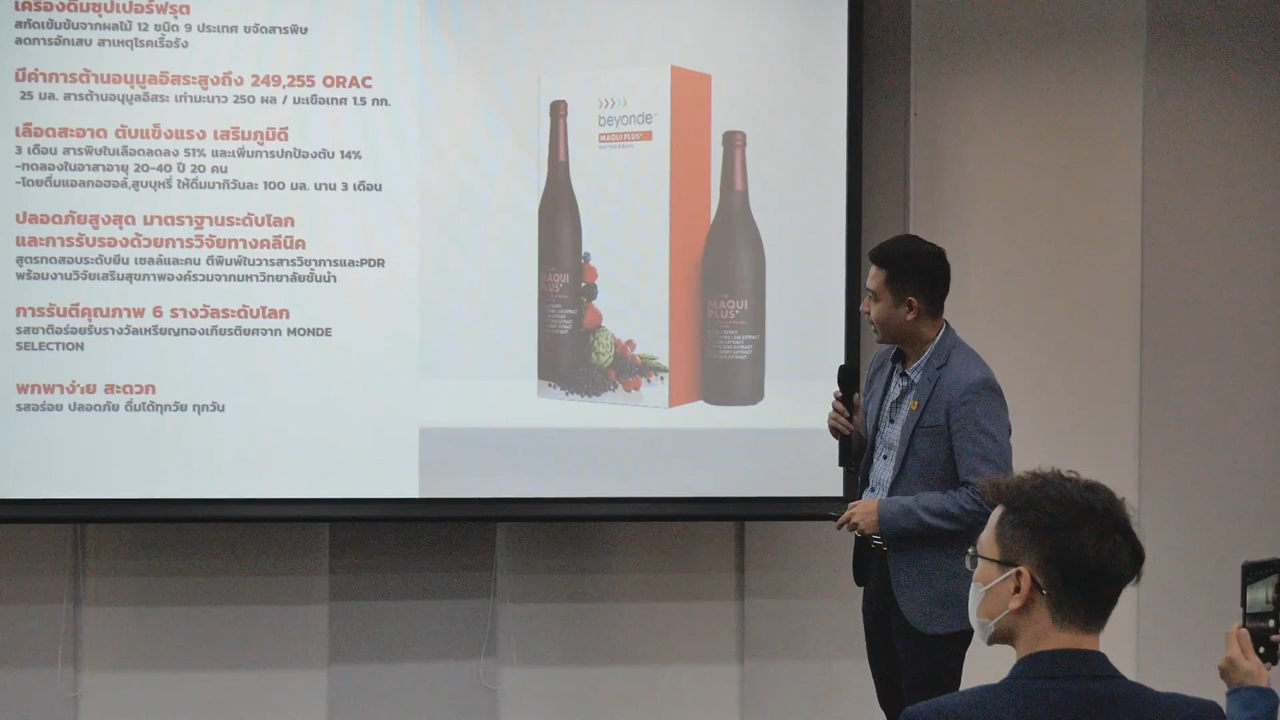 เครื่องดื่มซุปเปอร์ฟรุต
สกัดเข้มข้นจากผลไม้ 12 ชนิด 9 ประเทศ ขจัดสารพิษ
ลดการอักเสบ สาเหตุโรคเรื้อรัง
มีค่าการต้านอนุมูลอิสระสูงถึง 249,255 ORAC
25 มล. สารต้านอนุมูลอิสระ เท่ามะนาว 250 ผล / มะเขือเทศ 1.5 กก.
เลือดสะอาด ตับแข็งแรง เสริมภูมิดี
3 เดือน สารพิษในเลือดลดลง 51% และเพิ่มการปกป้องตับ 14%
-ทดลองในอาสาอายุ 20-40 ปี 20 คน
-โดยดื่มแอลกอฮอล์,สูบบุหรี่ ให้ดื่มมากิวันละ 100 มล. นาน 3 เดือน
ปลอดภัยสูงสุด มาตราฐานระดับโลก
และการรับรองด้วยการวิจัยทางคลีนิค
สูตรทดสอบระดับยีน เซลล์และคน ตีพิมพ์ในวารสารวิชาการและPDR
พร้อมงานวิจัยเสริมสุขภาพองค์รวมจากมหาวิทยาลัยชั้นนำ
การรันตีคุณภาพ 6 รางวัลระดับโลก
รสชาติอร่อยรับรางวัลเหรียญทองเกียรติยศจาก MONDE
SELECTION
พกพาง่าย สะดวก
รสอร่อย ปลอดภัย ดื่มได้ทุกวัย ทุกวัน
beyonde
MAQUI PLUS+
MAQUI
PLUS+
MAQUI
PLUS+